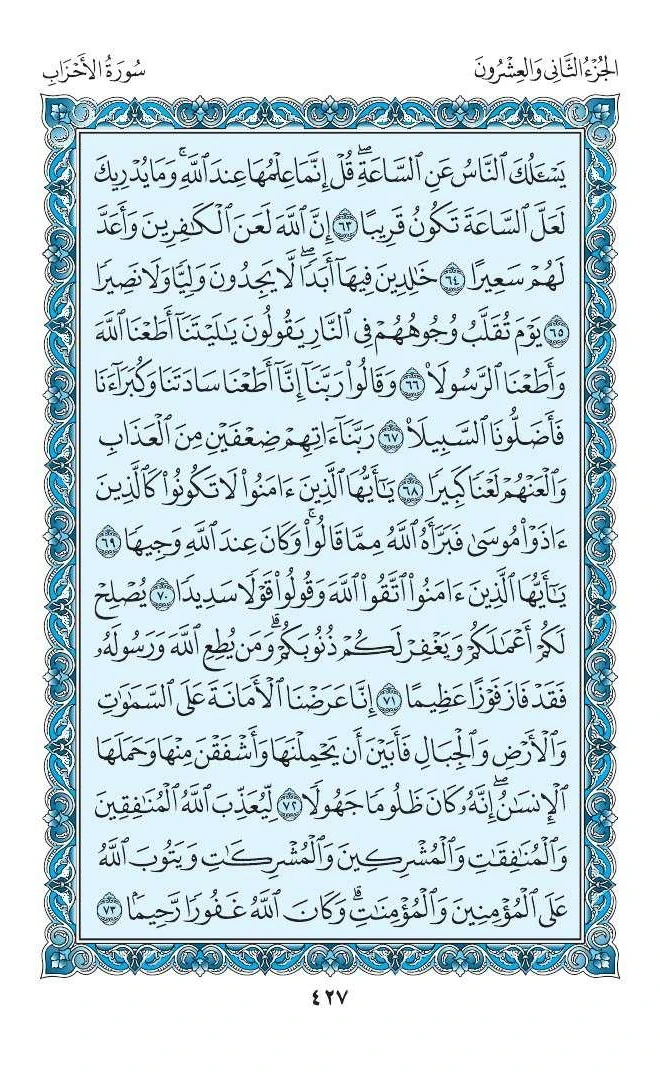 الجُزْءُ الثَّانِي وَالعِشْرُونَ
سُورَةُ الأَحْزَابِ
يَسْـَٔلُكَ ٱلنَّاسُ عَنِ ٱلسَّاعَةِۖ قُلْ إِنَّمَا عِلْمُهَا عِندَ ٱللَّهِۚ وَمَا يُدْرِيكَ
لَعَلَّ ٱلسَّاعَةَ تَكُونُ قَرِيبًا ٦٣ إِنَّ ٱللَّهَ لَعَنَ ٱلْكَٰفِرِينَ وَأَعَدَّ
لَهُمْ سَعِيرًا ٦٤ خَٰلِدِينَ فِيهَآ أَبَدًاۖ لَّا يَجِدُونَ وَلِيًّا وَلَا نَصِيرًا
٦٥ يَوْمَ تُقَلَّبُ وُجُوهُهُمْ فِى ٱلنَّارِ يَقُولُونَ يَٰلَيْتَنَآ أَطَعْنَا ٱللَّهَ
وَأَطَعْنَا ٱلرَّسُولَا۠ ٦٦ وَقَالُوا۟ رَبَّنَآ إِنَّآ أَطَعْنَا سَادَتَنَا وَكُبَرَآءَنَا
فَأَضَلُّونَا ٱلسَّبِيلَا۠ ٦٧ رَبَّنَآ ءَاتِهِمْ ضِعْفَيْنِ مِنَ ٱلْعَذَابِ
وَٱلْعَنْهُمْ لَعْنًا كَبِيرًا ٦٨ يَٰٓأَيُّهَا ٱلَّذِينَ ءَامَنُوا۟ لَا تَكُونُوا۟ كَٱلَّذِينَ
ءَاذَوْا۟ مُوسَىٰ فَبَرَّأَهُ ٱللَّهُ مِمَّا قَالُوا۟ۚ وَكَانَ عِندَ ٱللَّهِ وَجِيهًا ٦٩
يَٰٓأَيُّهَا ٱلَّذِينَ ءَامَنُوا۟ ٱتَّقُوا۟ ٱللَّهَ وَقُولُوا۟ قَوْلًا سَدِيدًا ٧٠ يُصْلِحْ
لَكُمْ أَعْمَٰلَكُمْ وَيَغْفِرْ لَكُمْ ذُنُوبَكُمْۗ وَمَن يُطِعِ ٱللَّهَ وَرَسُولَهُۥ
فَقَدْ فَازَ فَوْزًا عَظِيمًا ٧١ إِنَّا عَرَضْنَا ٱلْأَمَانَةَ عَلَى ٱلسَّمَٰوَٰتِ
وَٱلْأَرْضِ وَٱلْجِبَالِ فَأَبَيْنَ أَن يَحْمِلْنَهَا وَأَشْفَقْنَ مِنْهَا وَحَمَلَهَا
ٱلْإِنسَٰنُۖ إِنَّهُۥ كَانَ ظَلُومًا جَهُولًا ٧٢ لِّيُعَذِّبَ ٱللَّهُ ٱلْمُنَٰفِقِينَ
وَٱلْمُنَٰفِقَٰتِ وَٱلْمُشْرِكِينَ وَٱلْمُشْرِكَٰتِ وَيَتُوبَ ٱللَّهُ
عَلَى ٱلْمُؤْمِنِينَ وَٱلْمُؤْمِنَٰتِۗ وَكَانَ ٱللَّهُ غَفُورًا رَّحِيمًۢا ٧٣
٤٢٧